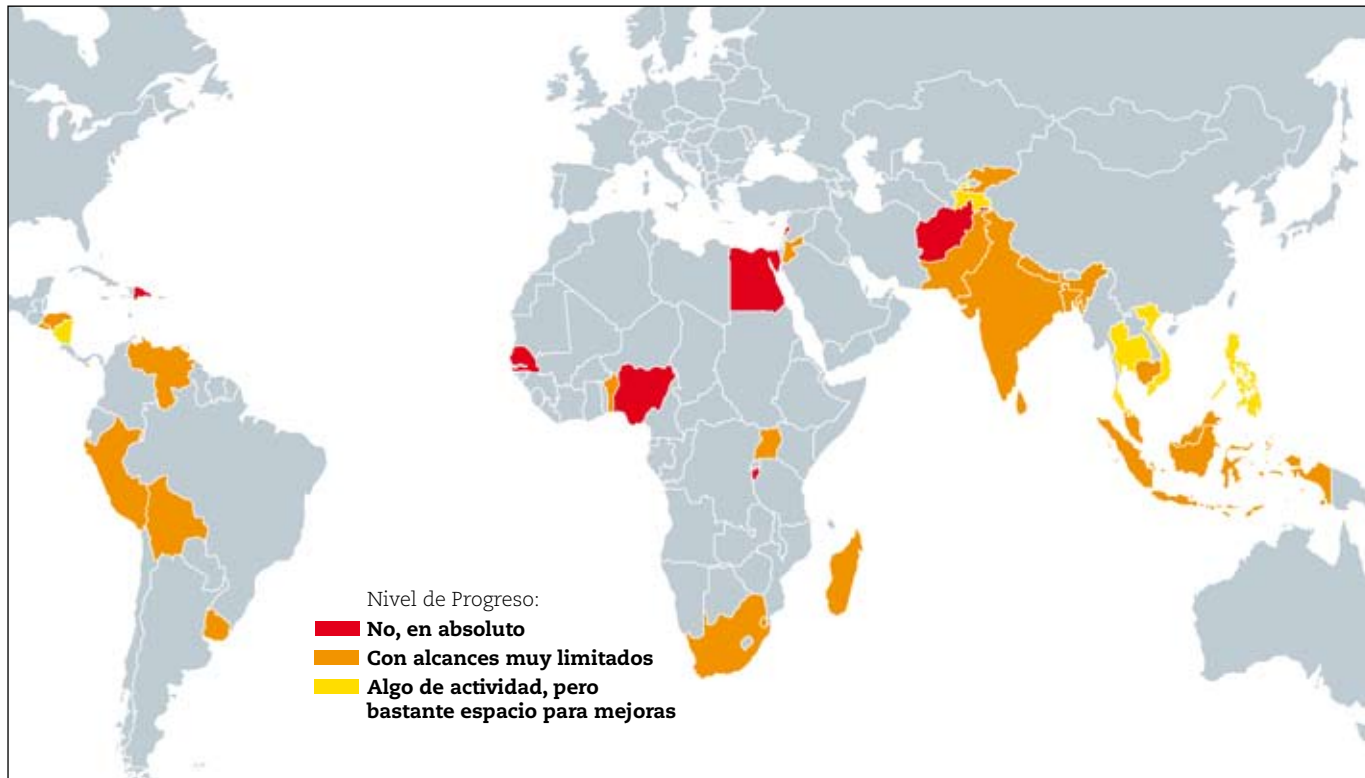 Nivel de Progreso:
No, en absoluto
Con alcances muy limitados
Algo de actividad, pero
bastante espacio para mejoras